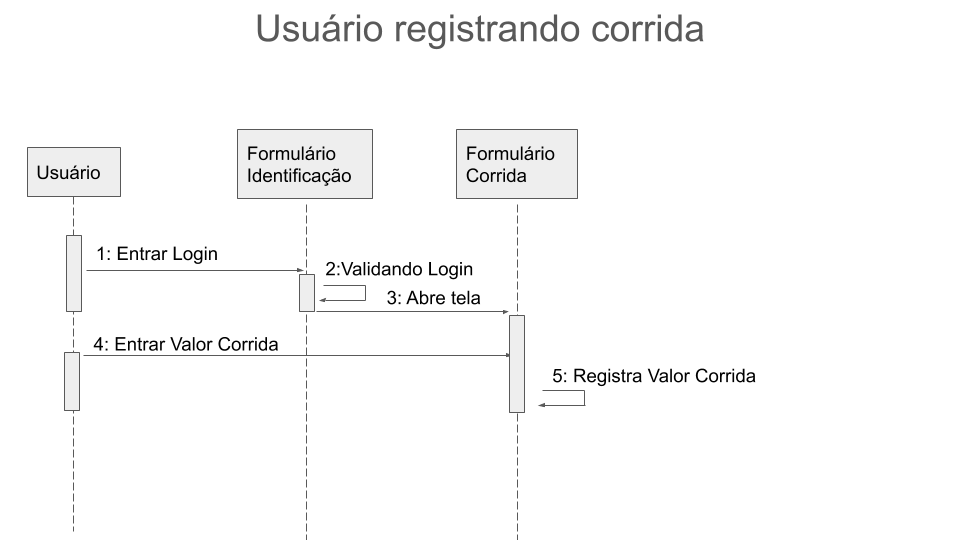 Usuário registrando corrida
Usuário
Formulário
Identificação
Formulário
Corrida
1: Entrar Login
2:Validando Login
3: Abre tela
4: Entrar Valor Corrida
5: Registra Valor Corrida